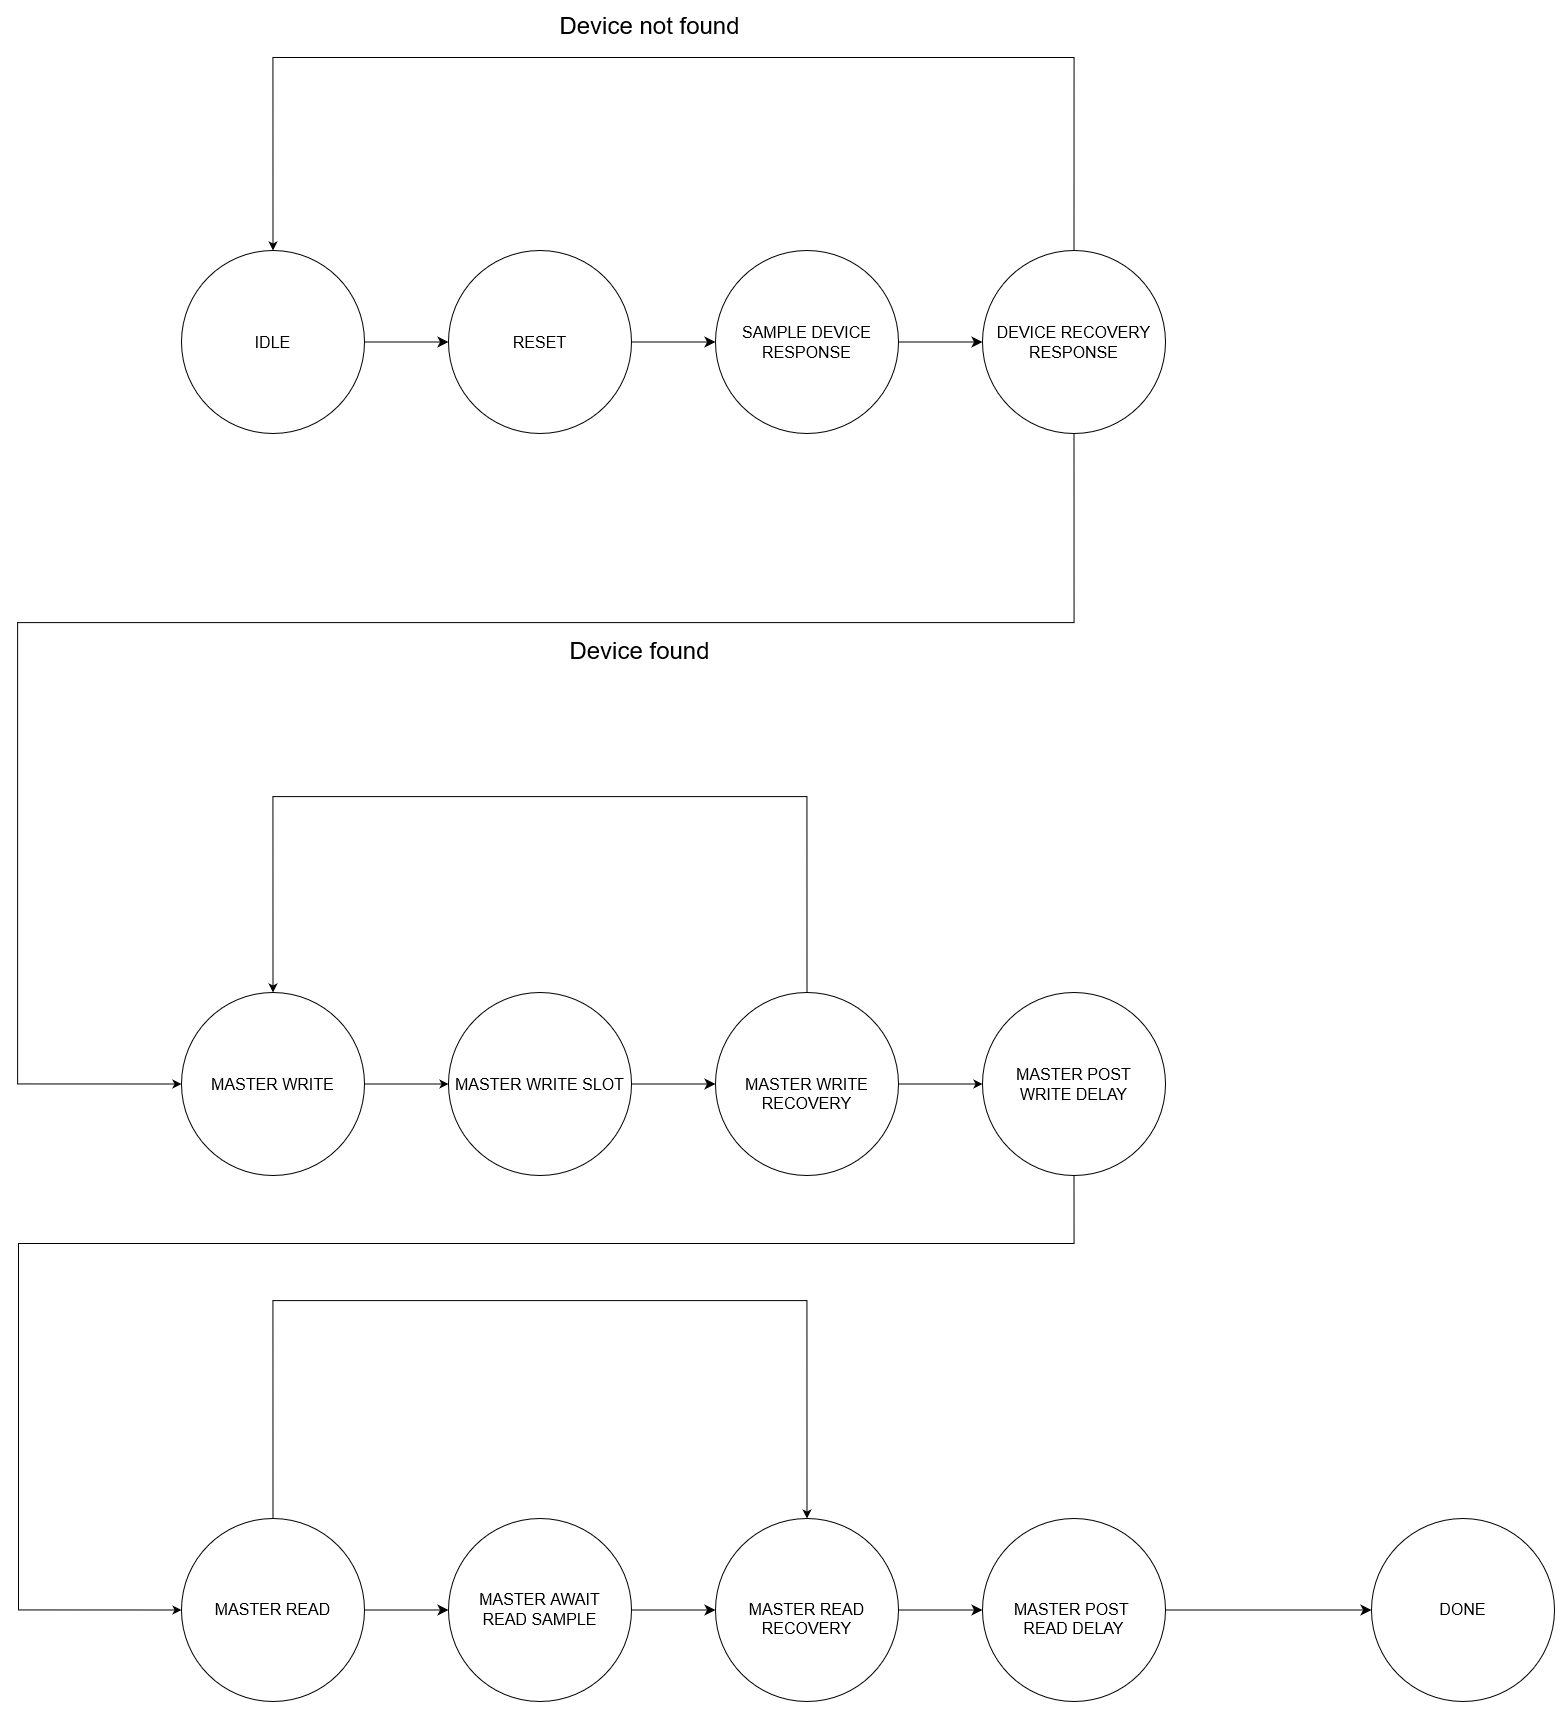 Device not found
IDLE
RESET
SAMPLE DEVICE
RESPONSE
DEVICE RECOVERY
RESPONSE
Device found
MASTER WRITE
MASTER WRITE SLOT
MASTER WRITE
RECOVERY
MASTER POST
WRITE DELAY
MASTER READ
MASTER AWAIT
READ SAMPLE
MASTER READ
RECOVERY
MASTER POST
READ DELAY
DONE